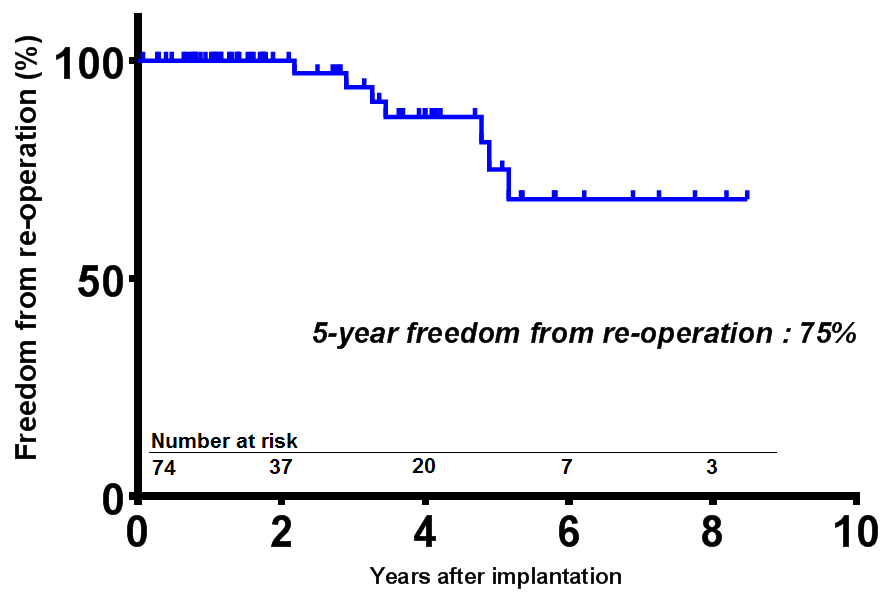 Freedom from re-operation (%)
100
50
0
5-year freedom from re-operation : 75%
Number at risk
74 37 20 7 3
0 2 4 6 8 10
Years after implantation